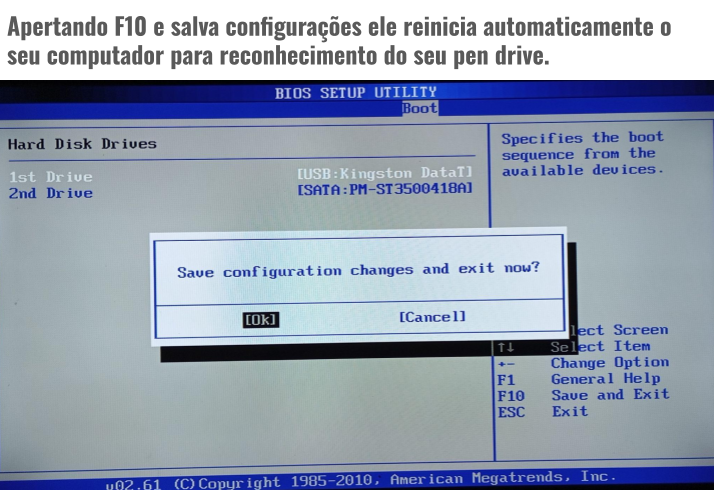 Apertando F10 e salva configurações ele reinicia automaticamente o
seu computador para reconhecimento do seu pen drive.
BIOS SETUP UTILITY
Boot
Hard Disk Drives
1st Drive [USB:Kingston DataT]
2nd Drive [SATA:PM-ST3500418A]
Specifies the boot
sequence from the
available devices.
Save configuration changes and exit now?
[Ok] [Cancel]
lect Screen
↑↓ Select Item
+- Change Option
F1 General Help
F10 Save and Exit
ESC Exit
v02.61 (C)Copyright 1985-2010, American Megatrends, Inc.